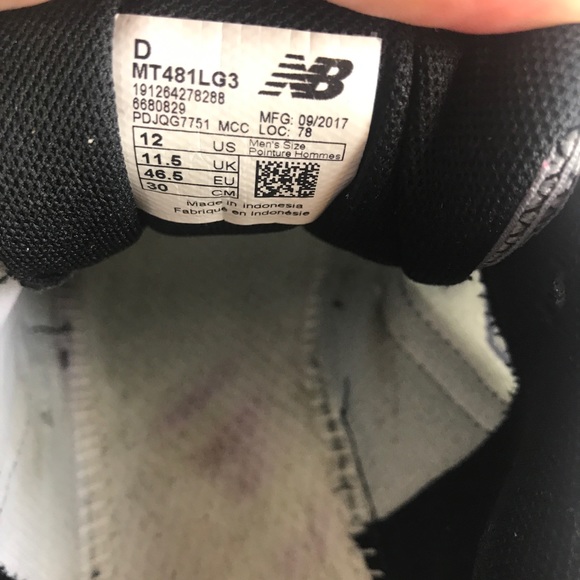 D
MT481LG3
191264278288
6680829
PDJQG7751 MCC
MFG: 09/2017
LOC: 78
NB
12 US
11.5 UK
46.5 EU
30 CM
Men's Size
Pointure Hommes
Made in Indonesia
Fabriqué en Indonésie